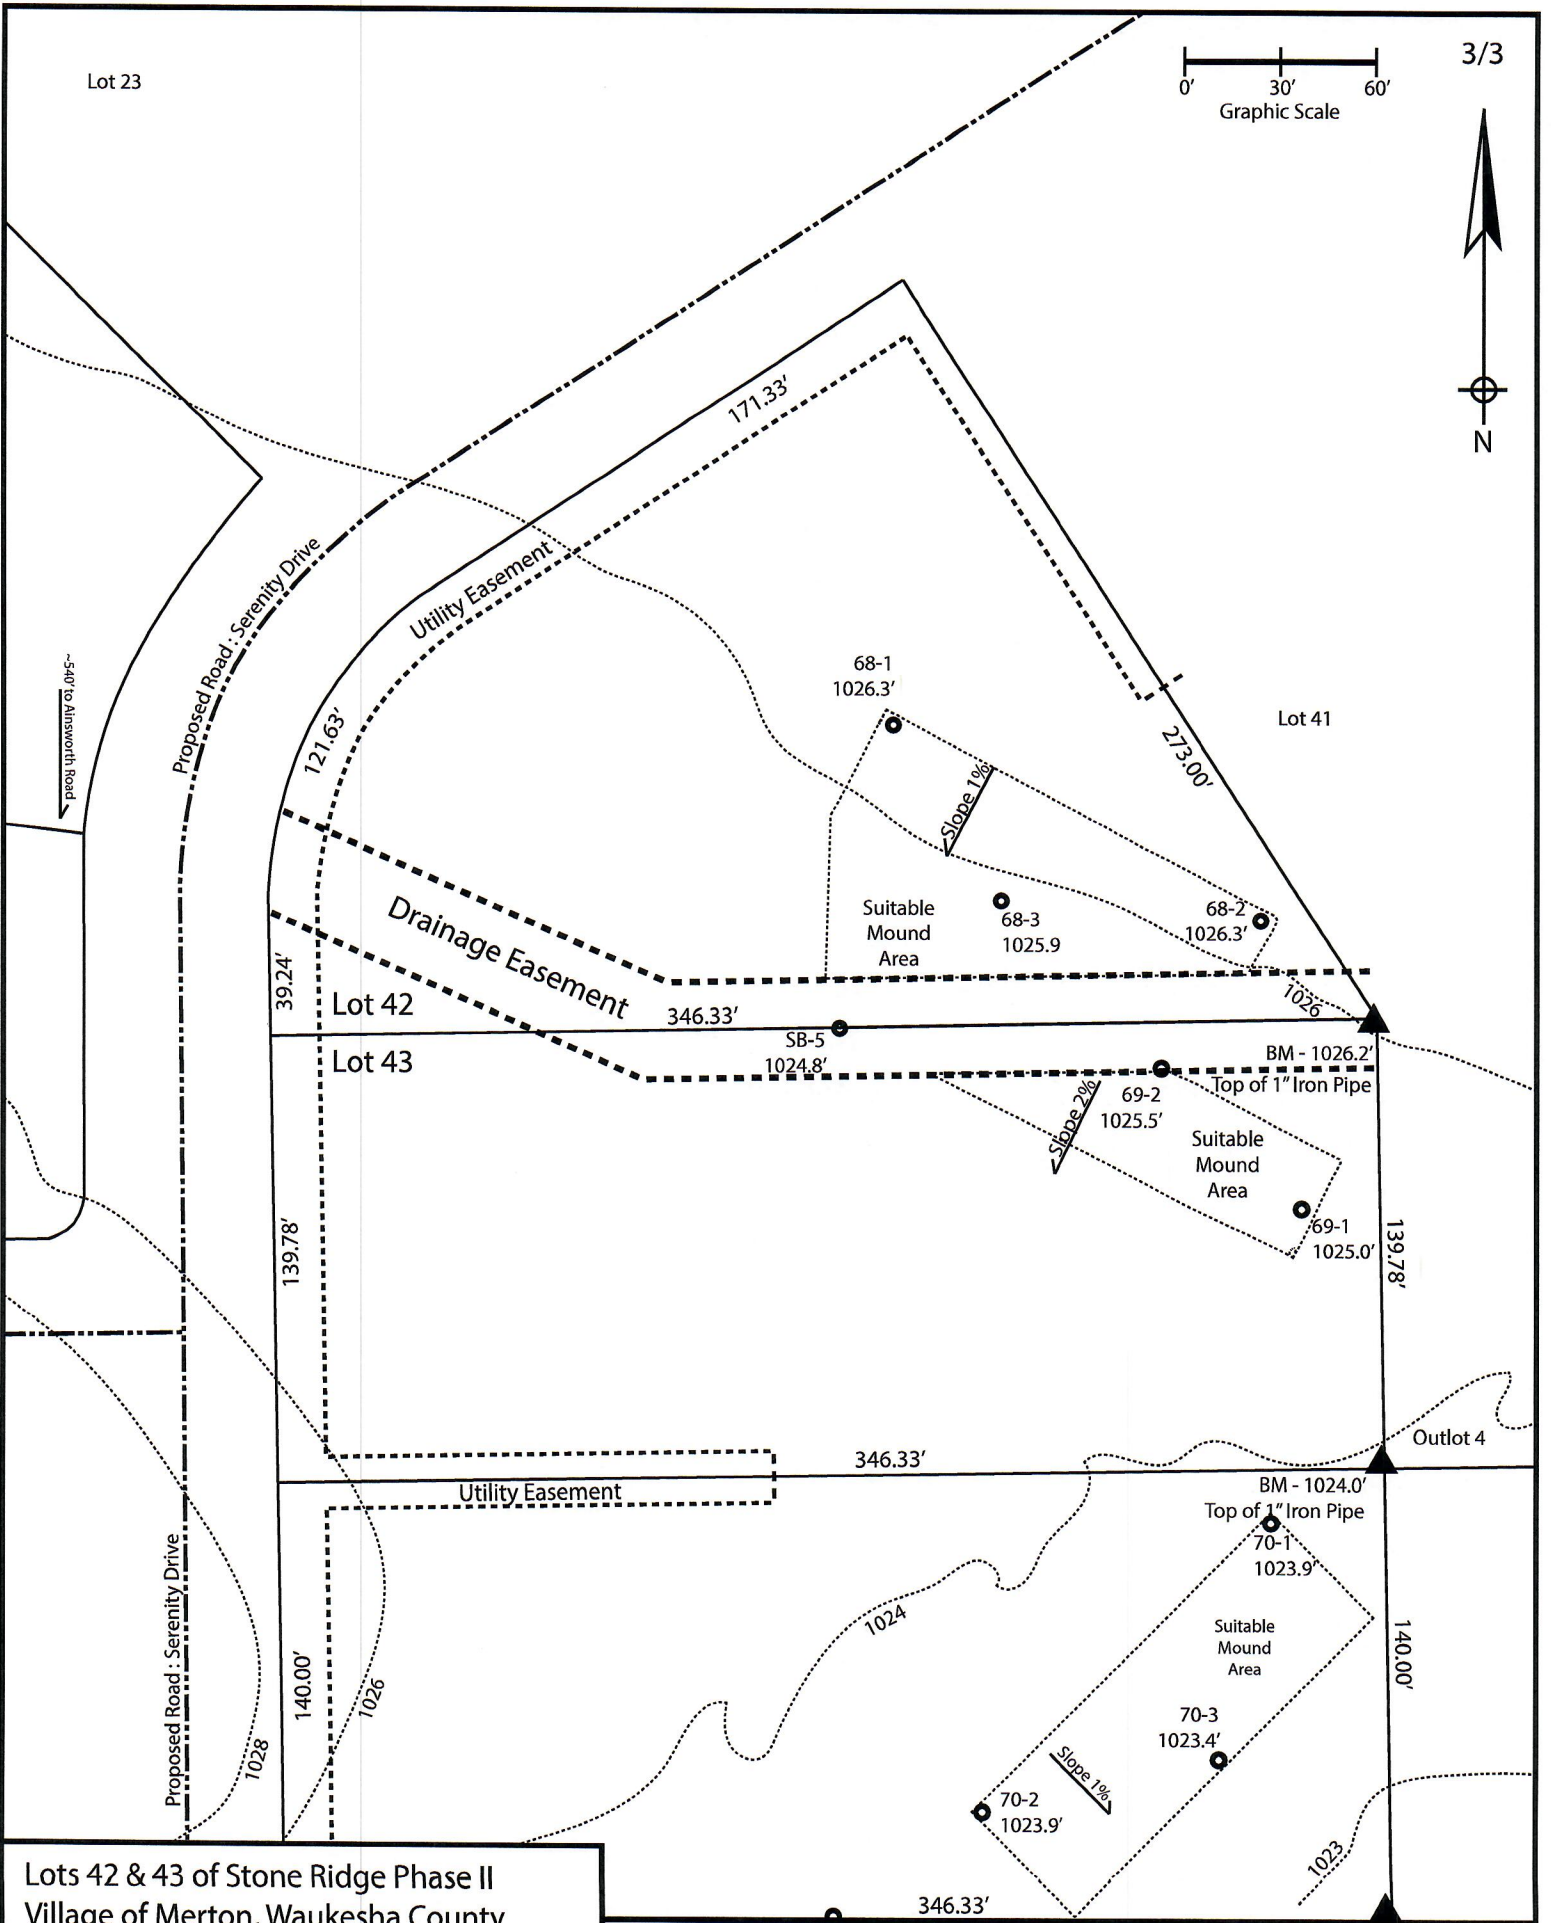 Lot 23
0' 30' 60'
Graphic Scale
3/3
N
171.33'
Utility Easement
Proposed Road : Serenity Drive
~540' to Ainsworth Road
121.63'
68-1
1026.3'
Lot 41
273.00'
Slope 1%
Suitable
Mound
Area
68-3
1025.9
68-2
1026.3'
Drainage Easement
39.24'
Lot 42
346.33'
1026
Lot 43
SB-5
1024.8'
BM - 1026.2'
Top of 1" Iron Pipe
69-2
1025.5'
Slope 2%
Suitable
Mound
Area
69-1
1025.0'
139.78'
139.78'
Outlot 4
346.33'
Utility Easement
BM - 1024.0'
Top of 1" Iron Pipe
70-1
1023.9'
1024
Suitable
Mound
Area
140.00'
Proposed Road : Serenity Drive
140.00'
1026
1028
70-3
1023.4'
Slope 1%
70-2
1023.9'
1023
346.33'
Lots 42 & 43 of Stone Ridge Phase II
Village of Merton, Waukesha County